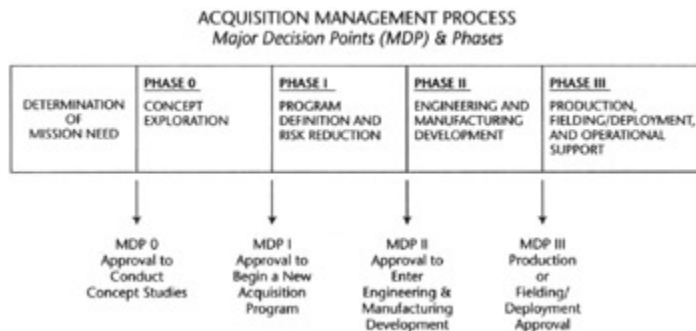 ACQUISITION MANAGEMENT PROCESS
Major Decision Points (MDP) & Phases
DETERMINATION
OF
MISSION NEED
PHASE 0
CONCEPT
EXPLORATION
PHASE I
PROGRAM
DEFINITION AND
RISK REDUCTION
PHASE II
ENGINEERING AND
MANUFACTURING
DEVELOPMENT
PHASE III
PRODUCTION,
FIELDING/DEPLOYMENT,
AND OPERATIONAL
SUPPORT
MDP 0
Approval to
Conduct
Concept Studies
MDP I
Approval to
Begin a New
Acquisition
Program
MDP II
Approval to
Enter
Engineering &
Manufacturing
Development
MDP III
Production
or
Fielding/
Deployment
Approval